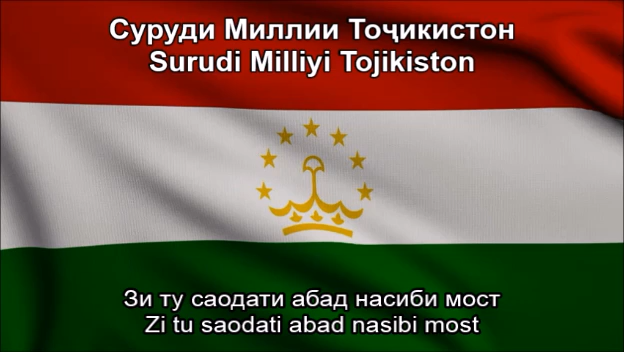 Суруди Миллии Тоҷикистон
Surudi Milliyi Tojikiston
Зи ту саодати абад насиби мост
Zi tu saodati abad nasibi most